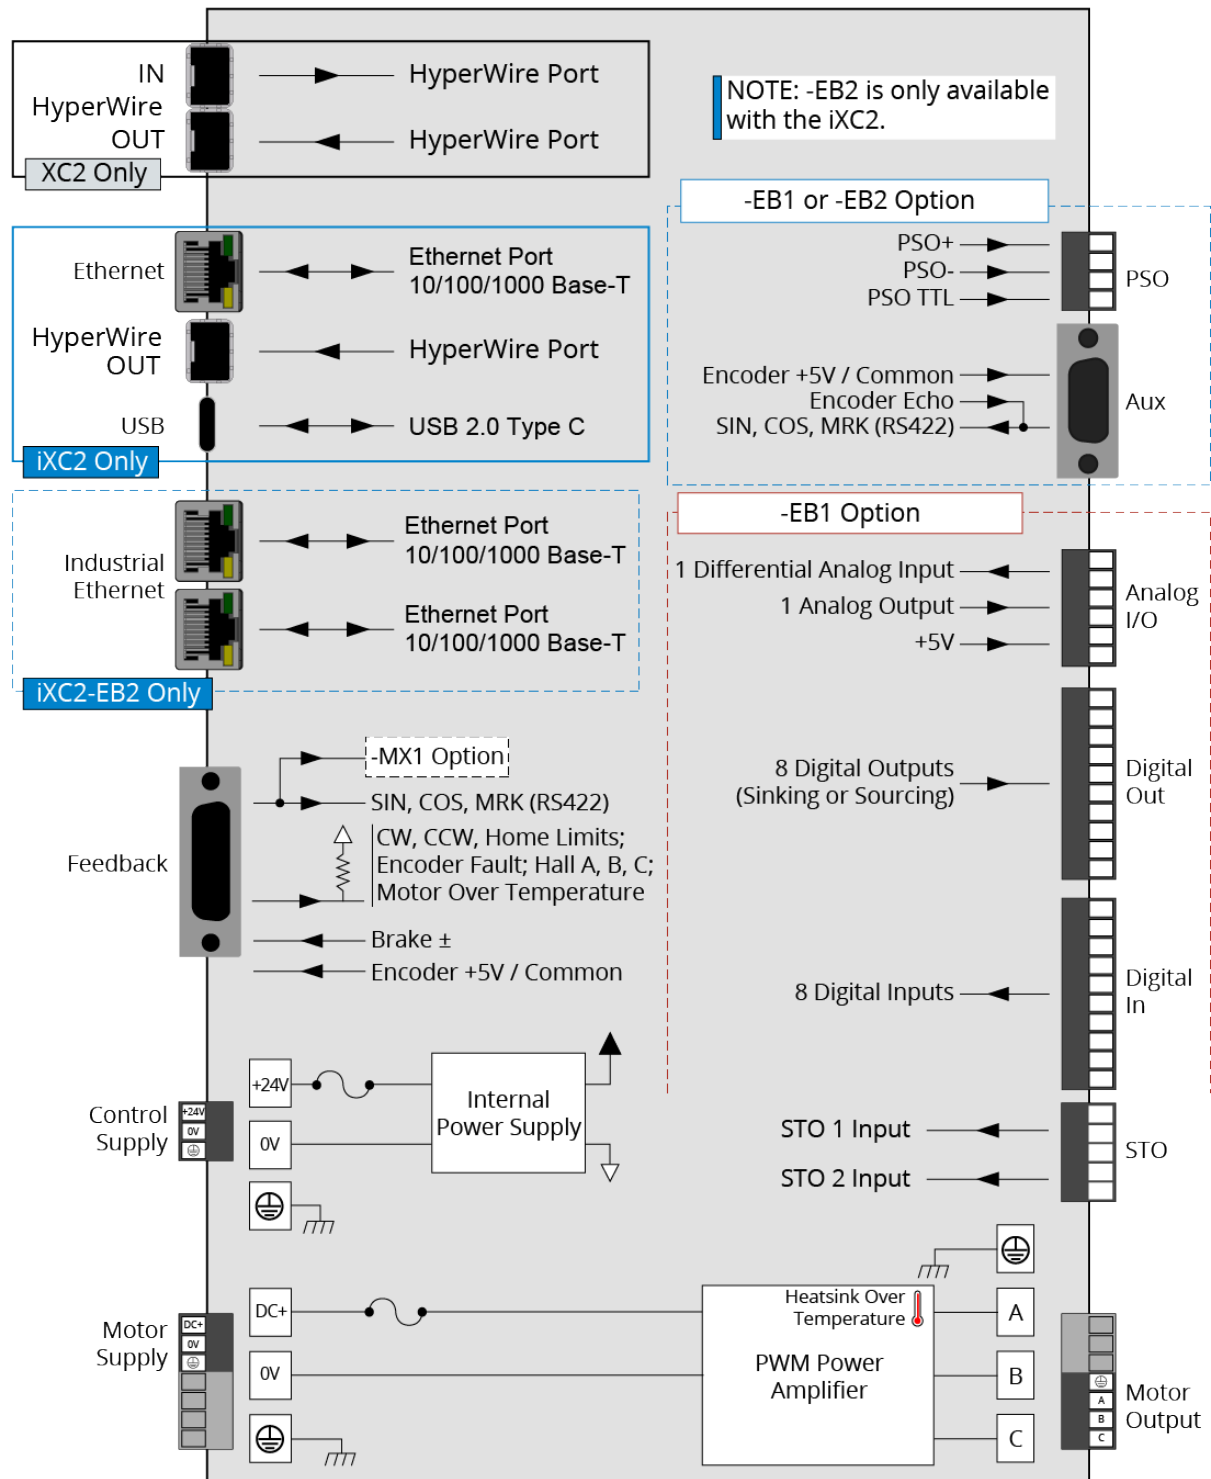 IN
HyperWire
OUT
HyperWire Port
HyperWire Port
XC2 Only
NOTE: -EB2 is only available
with the iXC2.
Ethernet
Ethernet Port
10/100/1000 Base-T
HyperWire
OUT
HyperWire Port
USB
USB 2.0 Type C
iXC2 Only
-EB1 or -EB2 Option
PSO+
PSO-
PSO TTL
PSO
Encoder +5V / Common
Encoder Echo
SIN, COS, MRK (RS422)
Aux
Industrial
Ethernet
Ethernet Port
10/100/1000 Base-T
Ethernet Port
10/100/1000 Base-T
iXC2-EB2 Only
-EB1 Option
1 Differential Analog Input
1 Analog Output
+5V
Analog
I/O
8 Digital Outputs
(Sinking or Sourcing)
Digital
Out
8 Digital Inputs
Digital
In
Feedback
-MX1 Option
SIN, COS, MRK (RS422)
CW, CCW, Home Limits;
Encoder Fault; Hall A, B, C;
Motor Over Temperature
Brake ±
Encoder +5V / Common
Control
Supply
+24V
0V
+24V
0V
Internal
Power Supply
STO 1 Input
STO 2 Input
STO
Motor
Supply
DC+
0V
DC+
0V
Heatsink Over
Temperature
PWM Power
Amplifier
A
B
C
A
B
C
Motor
Output